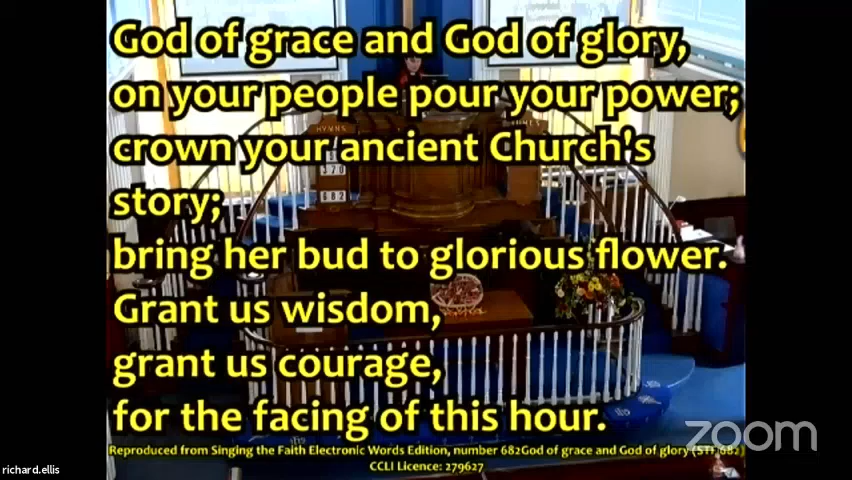 God of grace and God of glory,
on your people pour your power;
crown your ancient Church's
story;
bring her bud to glorious flower.
Grant us wisdom,
grant us courage,
for the facing of this hour.
Reproduced from Singing the Faith Electronic Words Edition, number 682God of grace and God of glory (STF 682)
CCLI Licence: 279627
HYMNS
370
682
zoom
richard.ellis